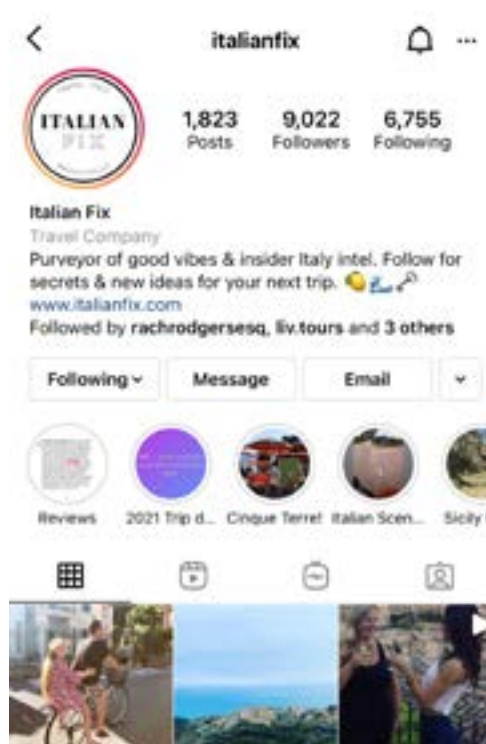 italianfix
ITALIAN
FIX
1,823 9,022 6,755
Posts Followers Following
Italian Fix
Travel Company
Purveyor of good vibes & insider Italy intel. Follow for
secrets & new ideas for your next trip. 🍋🌊🗝️
www.italianfix.com
Followed by rachrodgersesq, liv.tours and 3 others
Following Message Email
Reviews 2021 Trip d... Cinque Terre! Italian Scen... Sicily